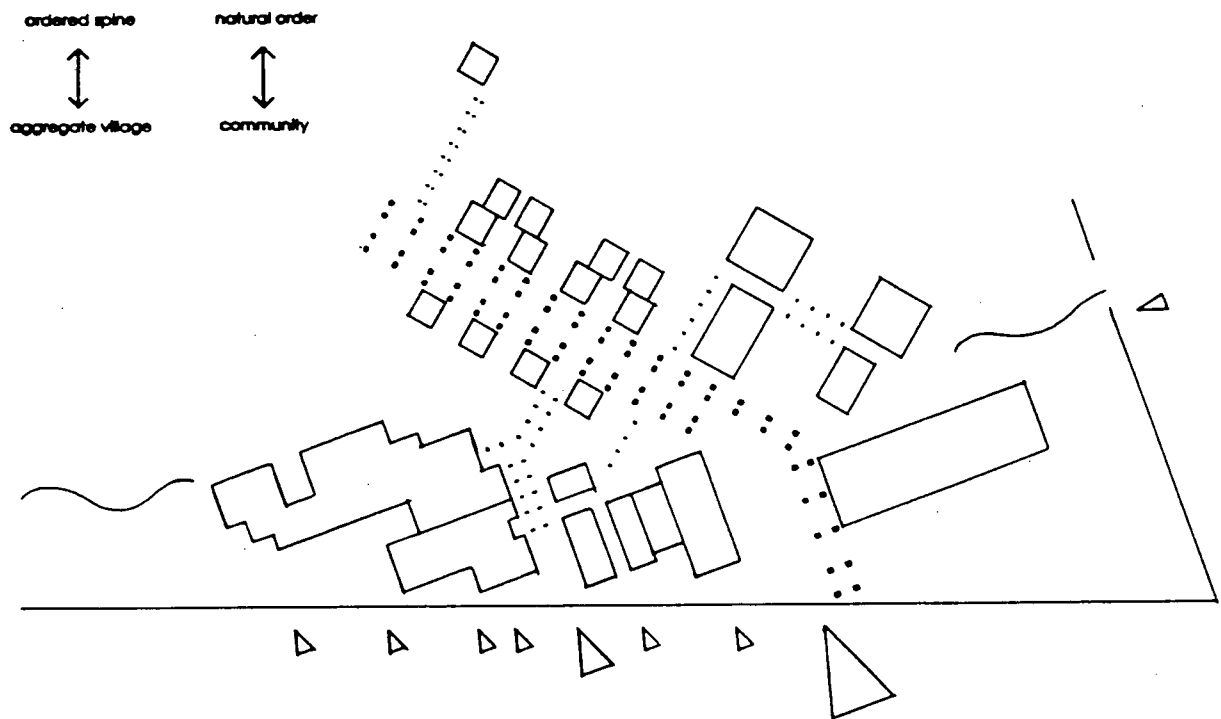 ordered spine
natural order
aggregate village
community